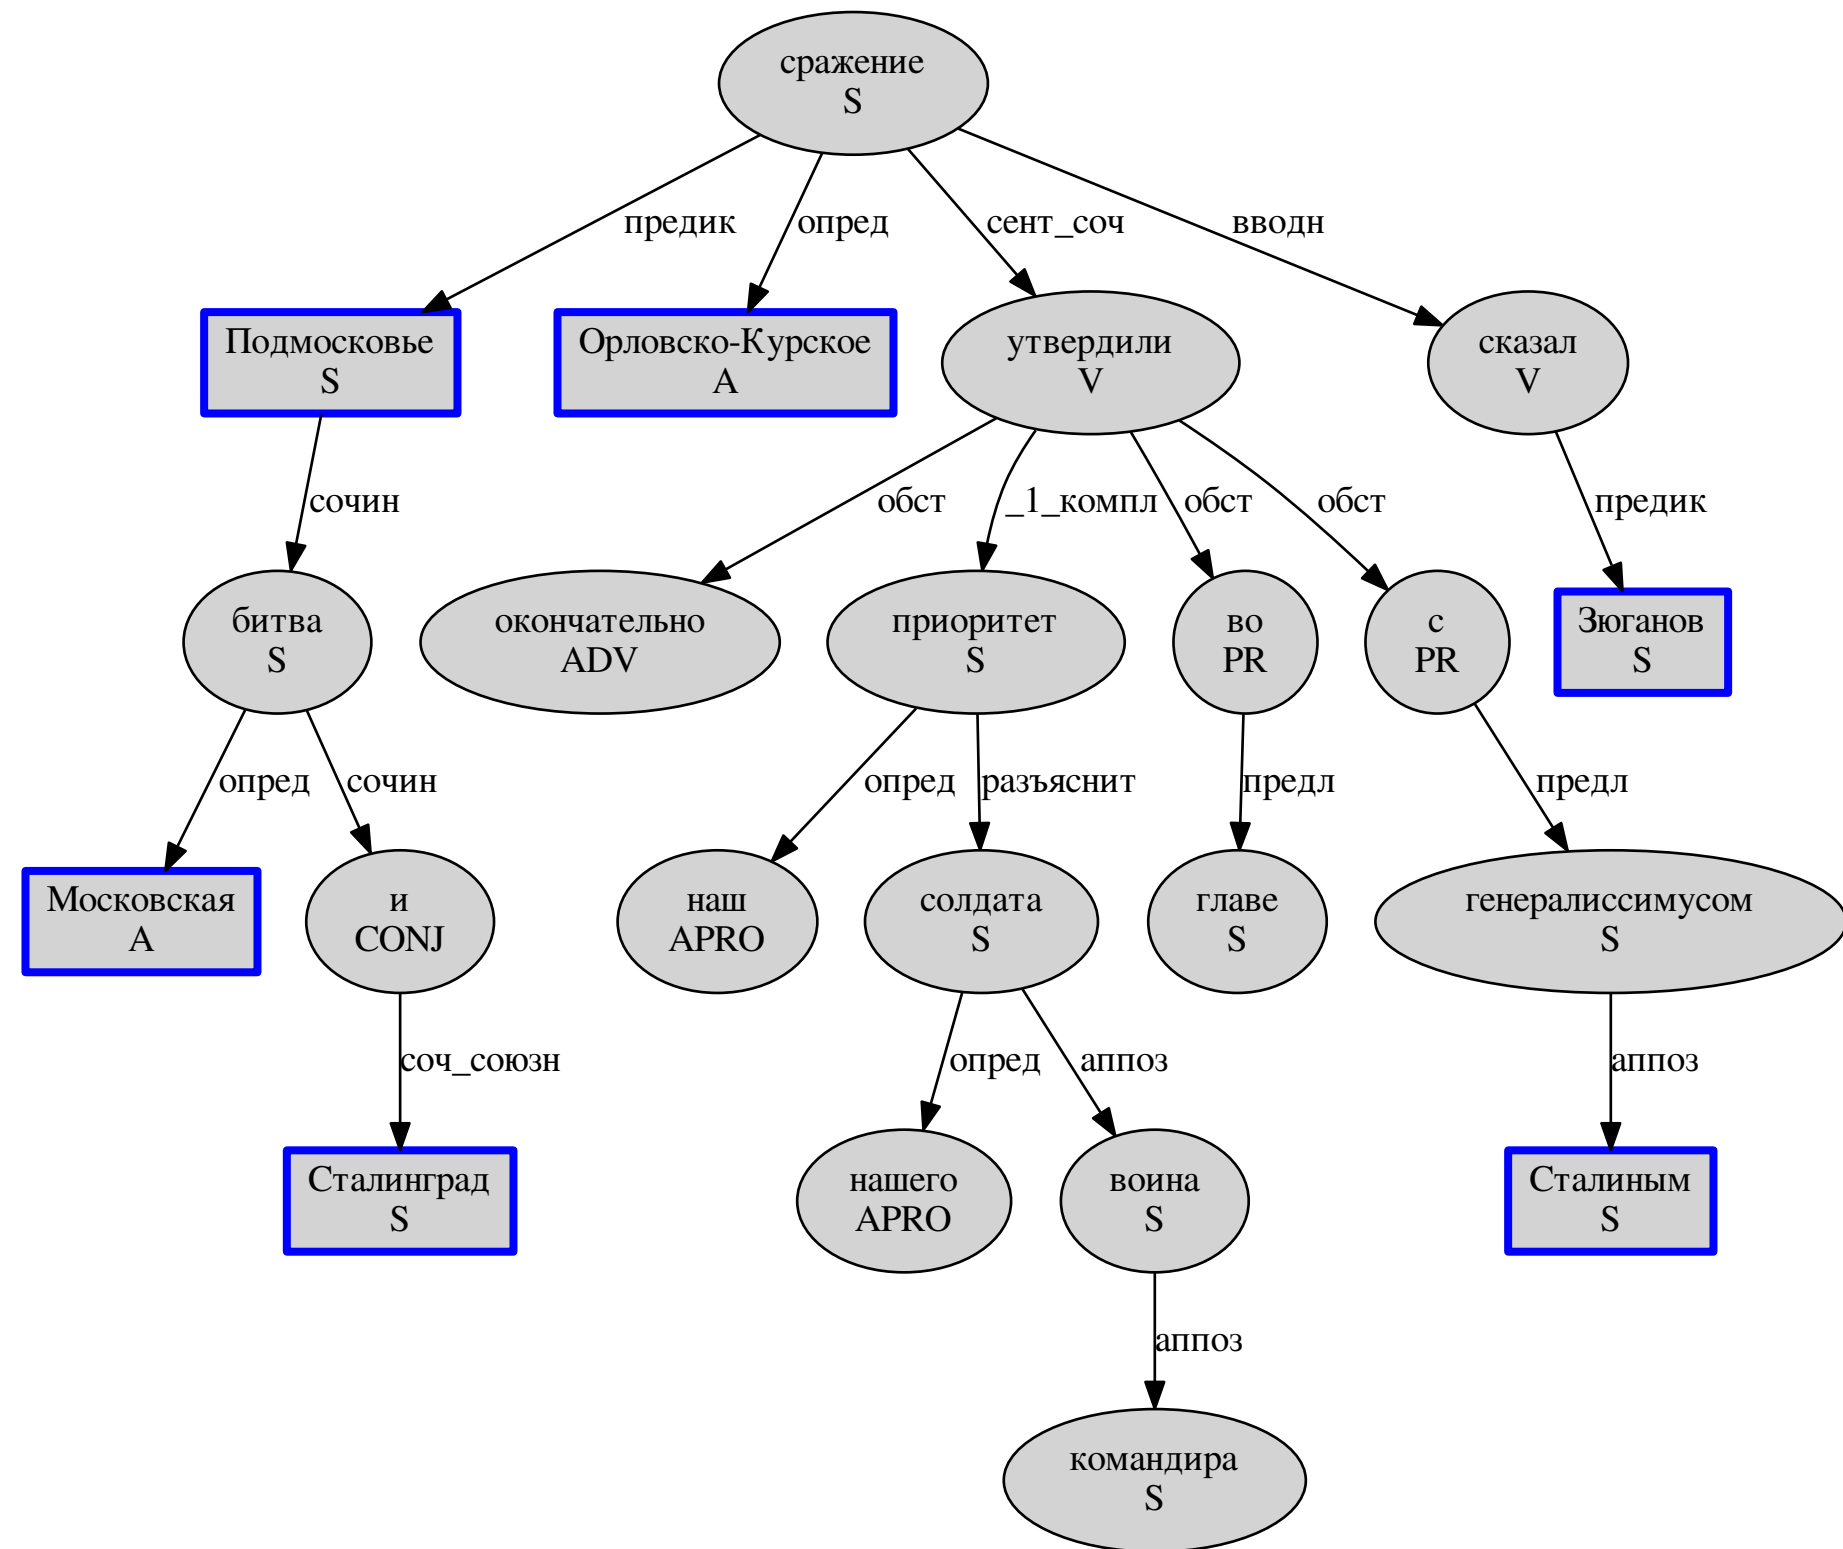 сражение
S
предик
опред
сент_соч
вводн
Подмосковье
S
Орловско-Курское
A
утвердили
V
сказал
V
сочин
обст
_1_компл
обст
обст
предик
битва
S
окончательно
ADV
приоритет
S
во
PR
с
PR
Зюганов
S
опред
сочин
опред
разъяснит
предл
предл
Московская
A
и
CONJ
наш
APRO
солдата
S
главе
S
генералиссимусом
S
соч_союзн
опред
аппоз
аппоз
Сталинград
S
нашего
APRO
воина
S
Сталиным
S
аппоз
командира
S